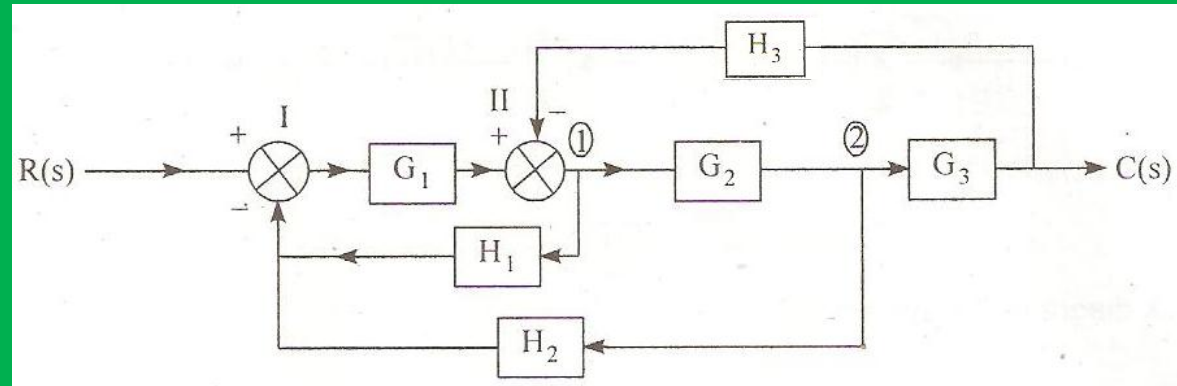 H₃
I
II
−
+
+
①
②
R(s)
G₁
G₂
G₃
C(s)
−
H₁
H₂